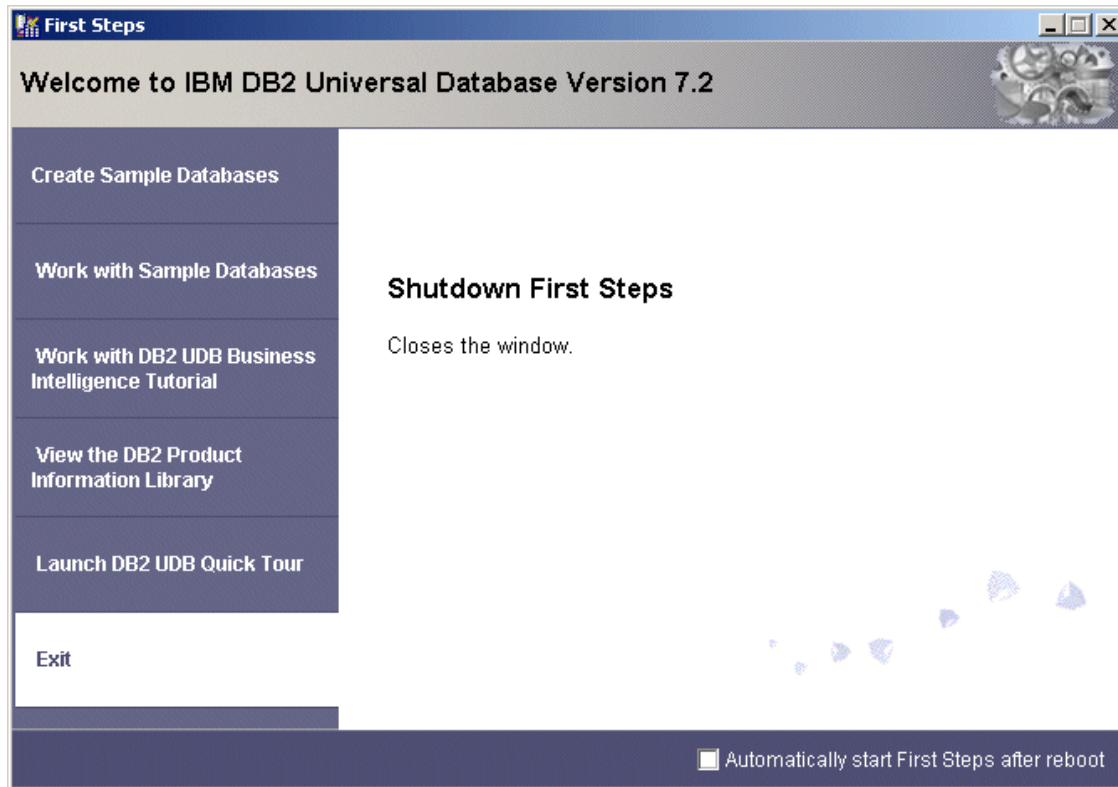 First Steps
Welcome to IBM DB2 Universal Database Version 7.2
Create Sample Databases
Work with Sample Databases
Work with DB2 UDB Business
Intelligence Tutorial
View the DB2 Product
Information Library
Launch DB2 UDB Quick Tour
Exit
Shutdown First Steps
Closes the window.
Automatically start First Steps after reboot